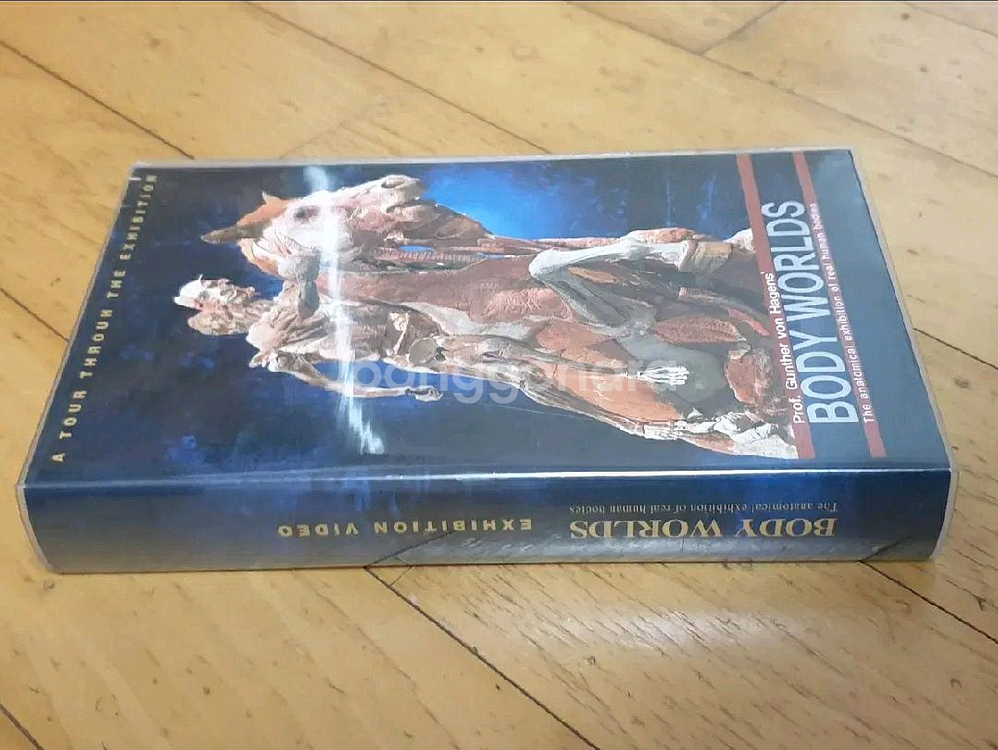 A TOUR THROUH THE EXHIBITION
Prof. Gunther von Hagens
BODY WORLDS
The anatomical exhibition of real human bodies
BODY WORLDS
The anatomical exhibition of real human bodies
EXHIBITION VIDEO